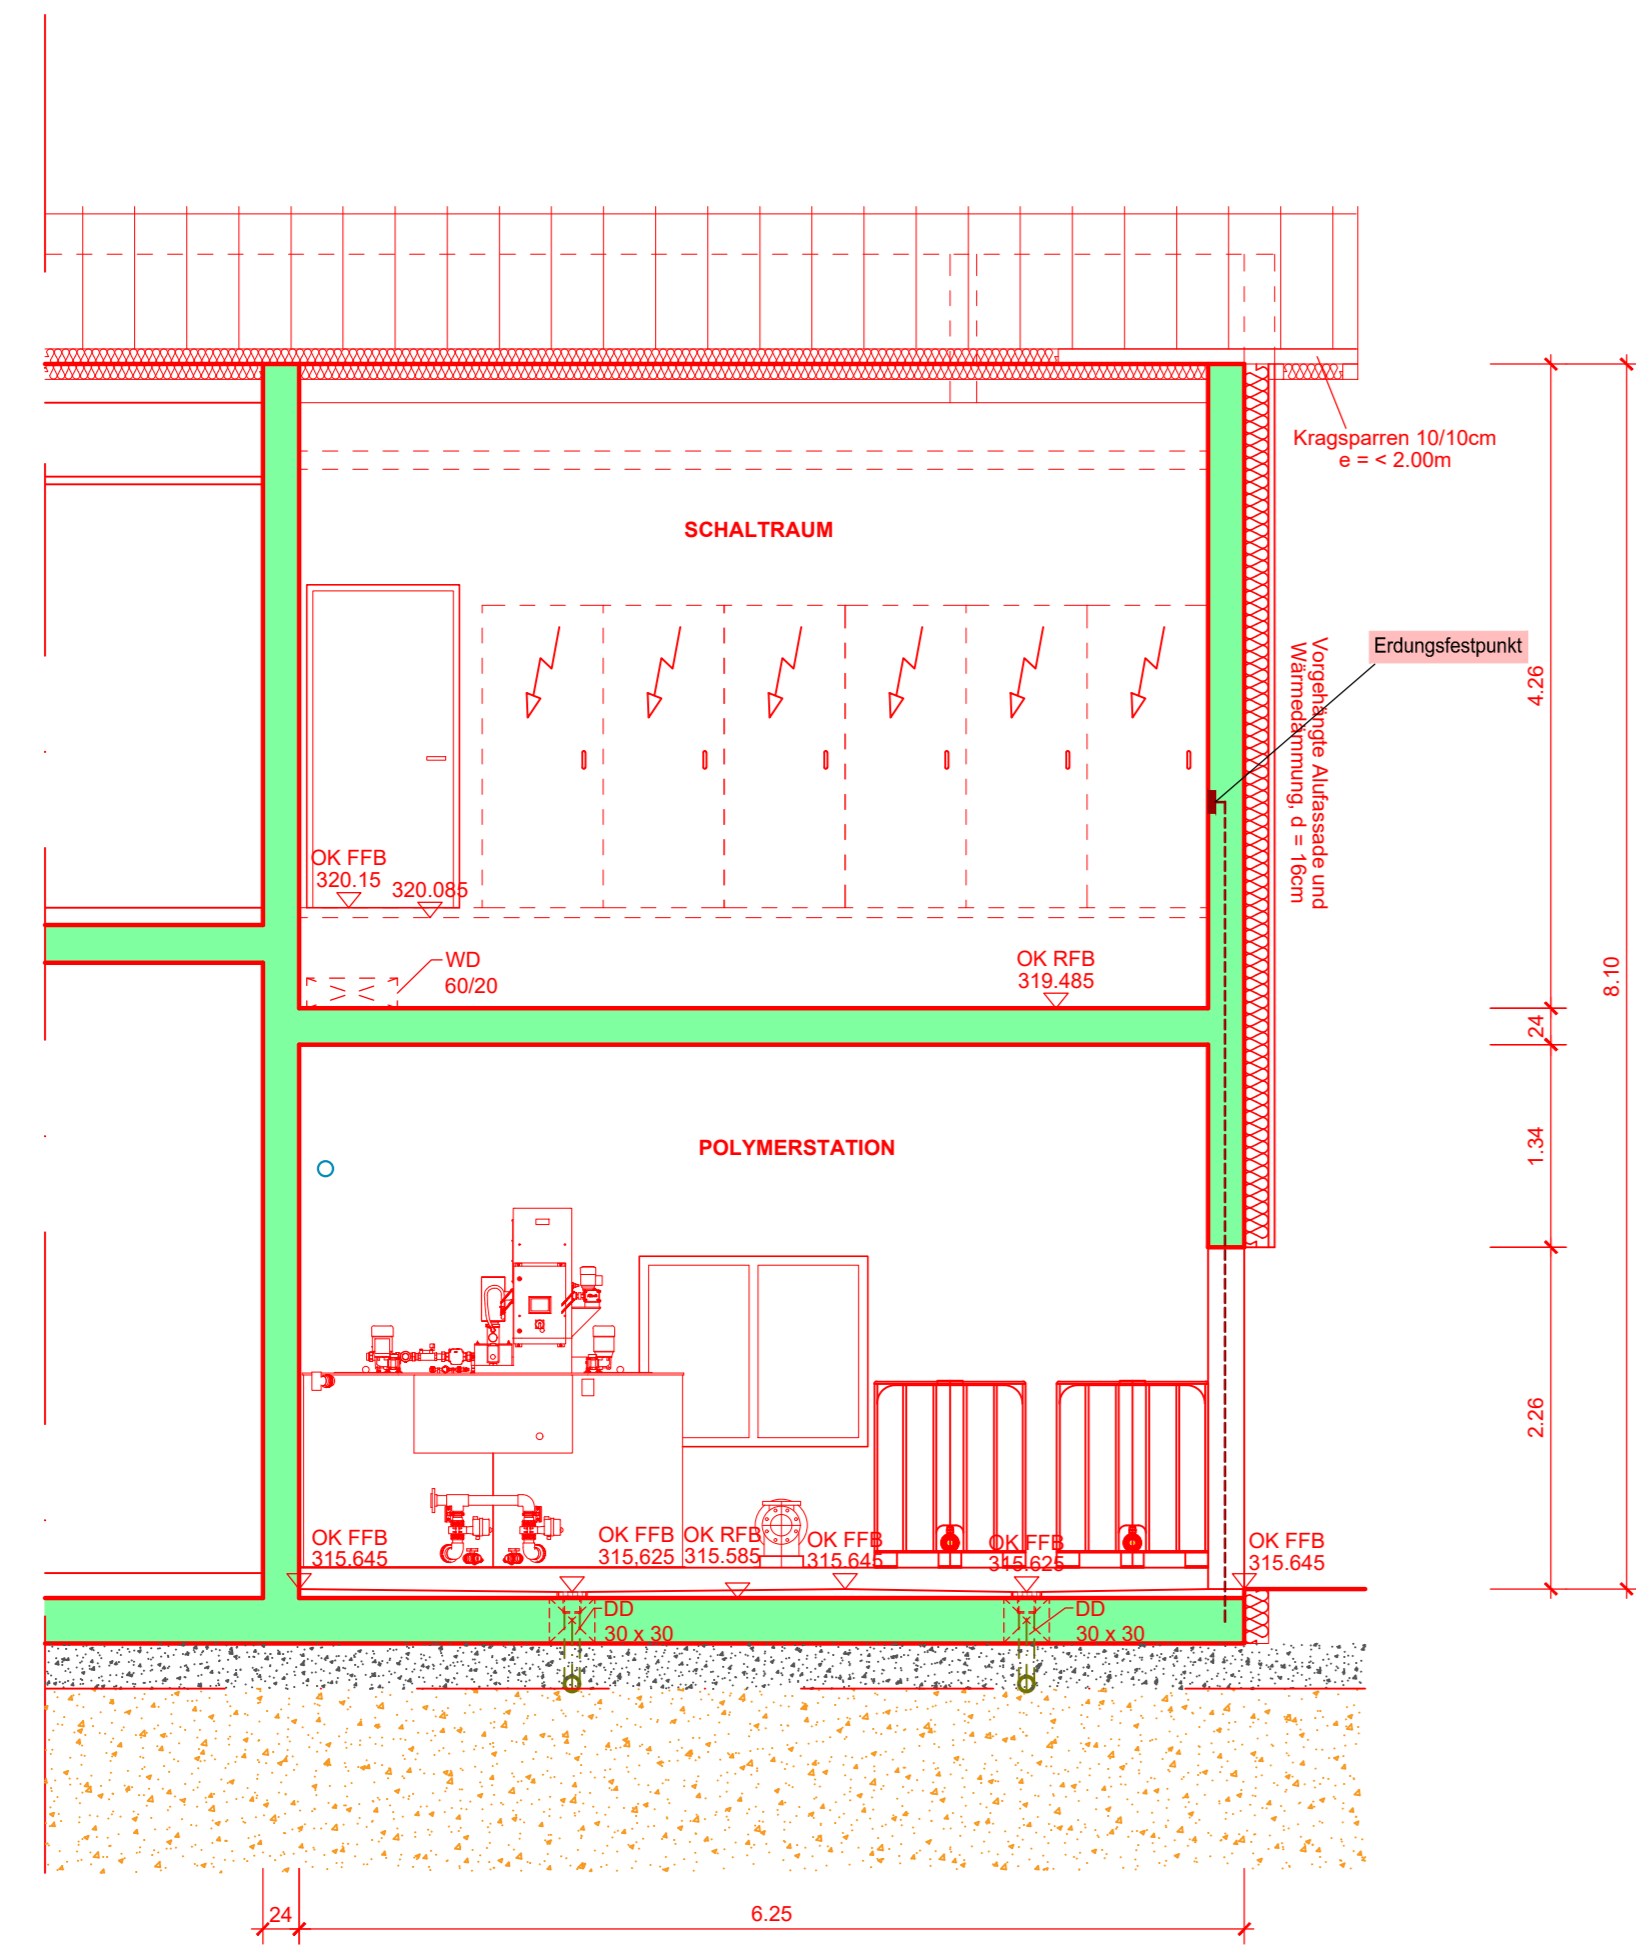 Kragsparren 10/10cm
e = < 2.00m
SCHALTRAUM
Erdungsfestpunkt
Vorgehängte Alufassade und
Wärmedämmung, d = 16cm
4.26
OK FFB
320.15
320.085
WD
60/20
OK RFB
319.485
8.10
24
1.34
POLYMERSTATION
2.26
OK FFB
315.645
OK FFB
315,625
OK RFB
315.585
OK FFB
315.645
OK FFB
315.625
OK FFB
315.645
DD
30 x 30
DD
30 x 30
24
6.25